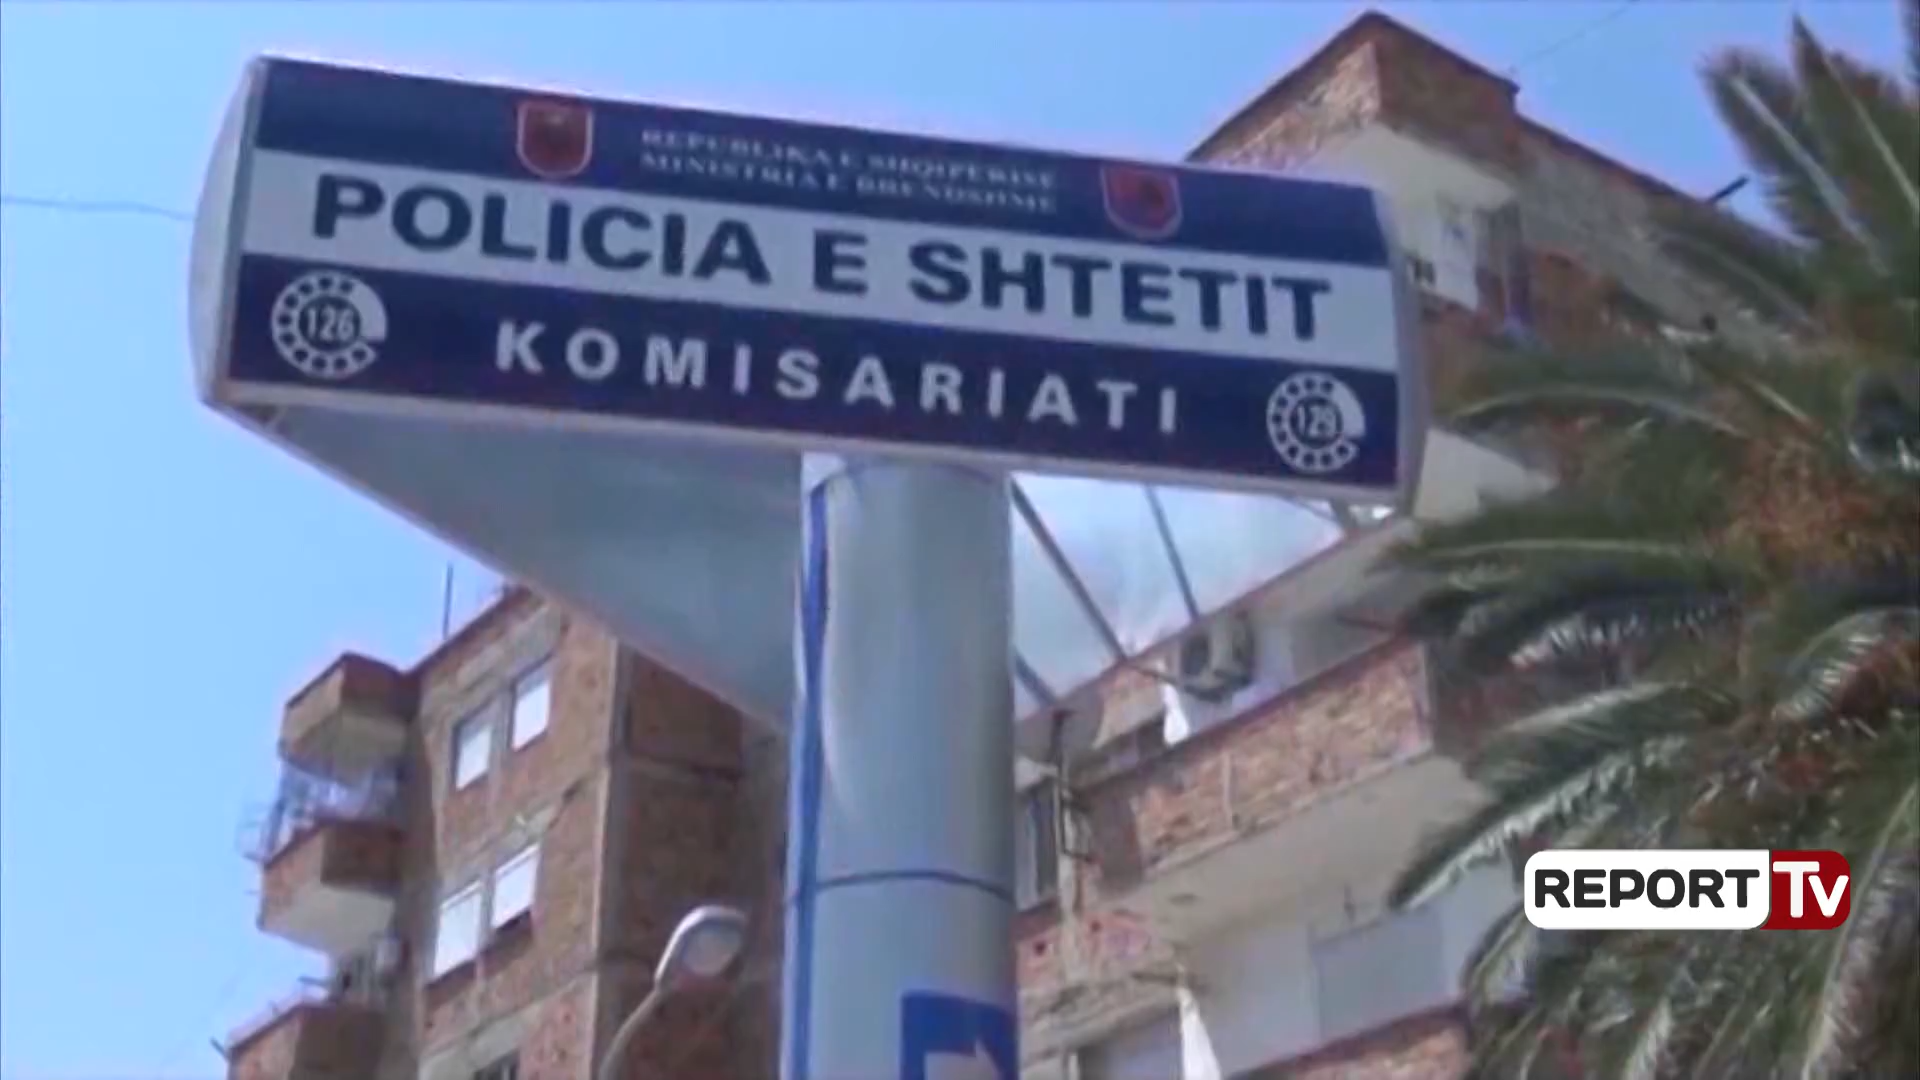 REPUBLIKA E SHQIPERISE
MINISTRIA E BRENDSHME
POLICIA E SHTETIT
126
KOMISARIATI
129
REPORT TV